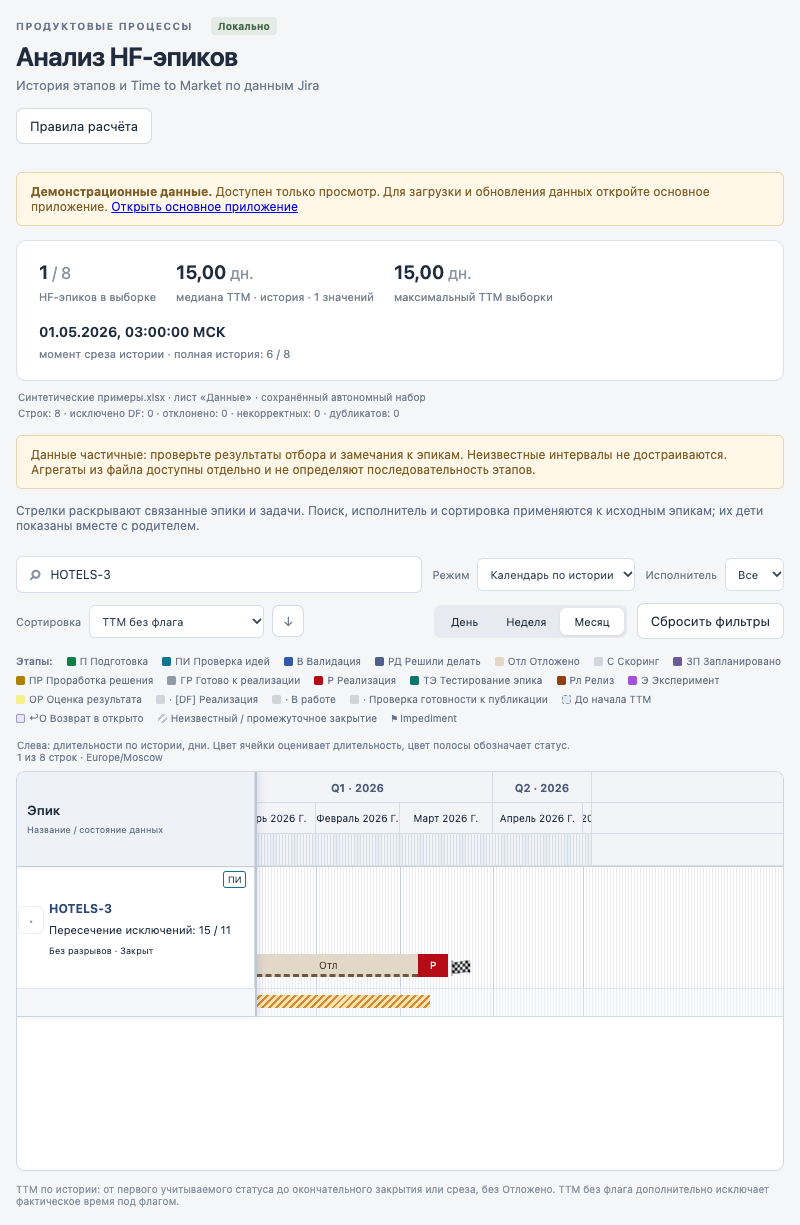 ПРОДУКТОВЫЕ ПРОЦЕССЫ Локально
Анализ HF-эпиков
История этапов и Time to Market по данным Jira
Правила расчёта
Демонстрационные данные. Доступен только просмотр. Для загрузки и обновления данных откройте основное
приложение. Открыть основное приложение
1 / 8 15,00 дн. 15,00 дн.
HF-эпиков в выборке медиана TTM · история · 1 значений максимальный TTM выборки
01.05.2026, 03:00:00 МСК
момент среза истории · полная история: 6 / 8
Синтетические примеры.xlsx · лист «Данные» · сохранённый автономный набор
Строк: 8 · исключено DF: 0 · отклонено: 0 · некорректных: 0 · дубликатов: 0
Данные частичные: проверьте результаты отбора и замечания к эпикам. Неизвестные интервалы не достраиваются.
Агрегаты из файла доступны отдельно и не определяют последовательность этапов.
Стрелки раскрывают связанные эпики и задачи. Поиск, исполнитель и сортировка применяются к исходным эпикам; их дети
показаны вместе с родителем.
HOTELS-3 Режим Календарь по истории Исполнитель Все
Сортировка TTM без флага ↓ День Неделя Месяц Сбросить фильтры
Этапы: П Подготовка ПИ Проверка идей В Валидация РД Решили делать Отл Отложено С Скоринг ЗП Запланировано
ПР Проработка решения ГР Готово к реализации Р Реализация ТЭ Тестирование эпика Рл Релиз Э Эксперимент
ОР Оценка результата · [DF] Реализация · В работе · Проверка готовности к публикации До начала TTM
↩О Возврат в открыто Неизвестный / промежуточное закрытие ⚑ Impediment
Слева: длительности по истории, дни. Цвет ячейки оценивает длительность, цвет полосы обозначает статус.
1 из 8 строк · Europe/Moscow
Q1 · 2026 Q2 · 2026
Эпик
Название / состояние данных
рь 2026 Г. Февраль 2026 Г. Март 2026 Г. Апрель 2026 Г. 20
ПИ
HOTELS-3
Пересечение исключений: 15 / 11
Без разрывов · Закрыт
Отл Р
TTM по истории: от первого учитываемого статуса до окончательного закрытия или среза, без Отложено. TTM без флага дополнительно исключает
фактическое время под флагом.